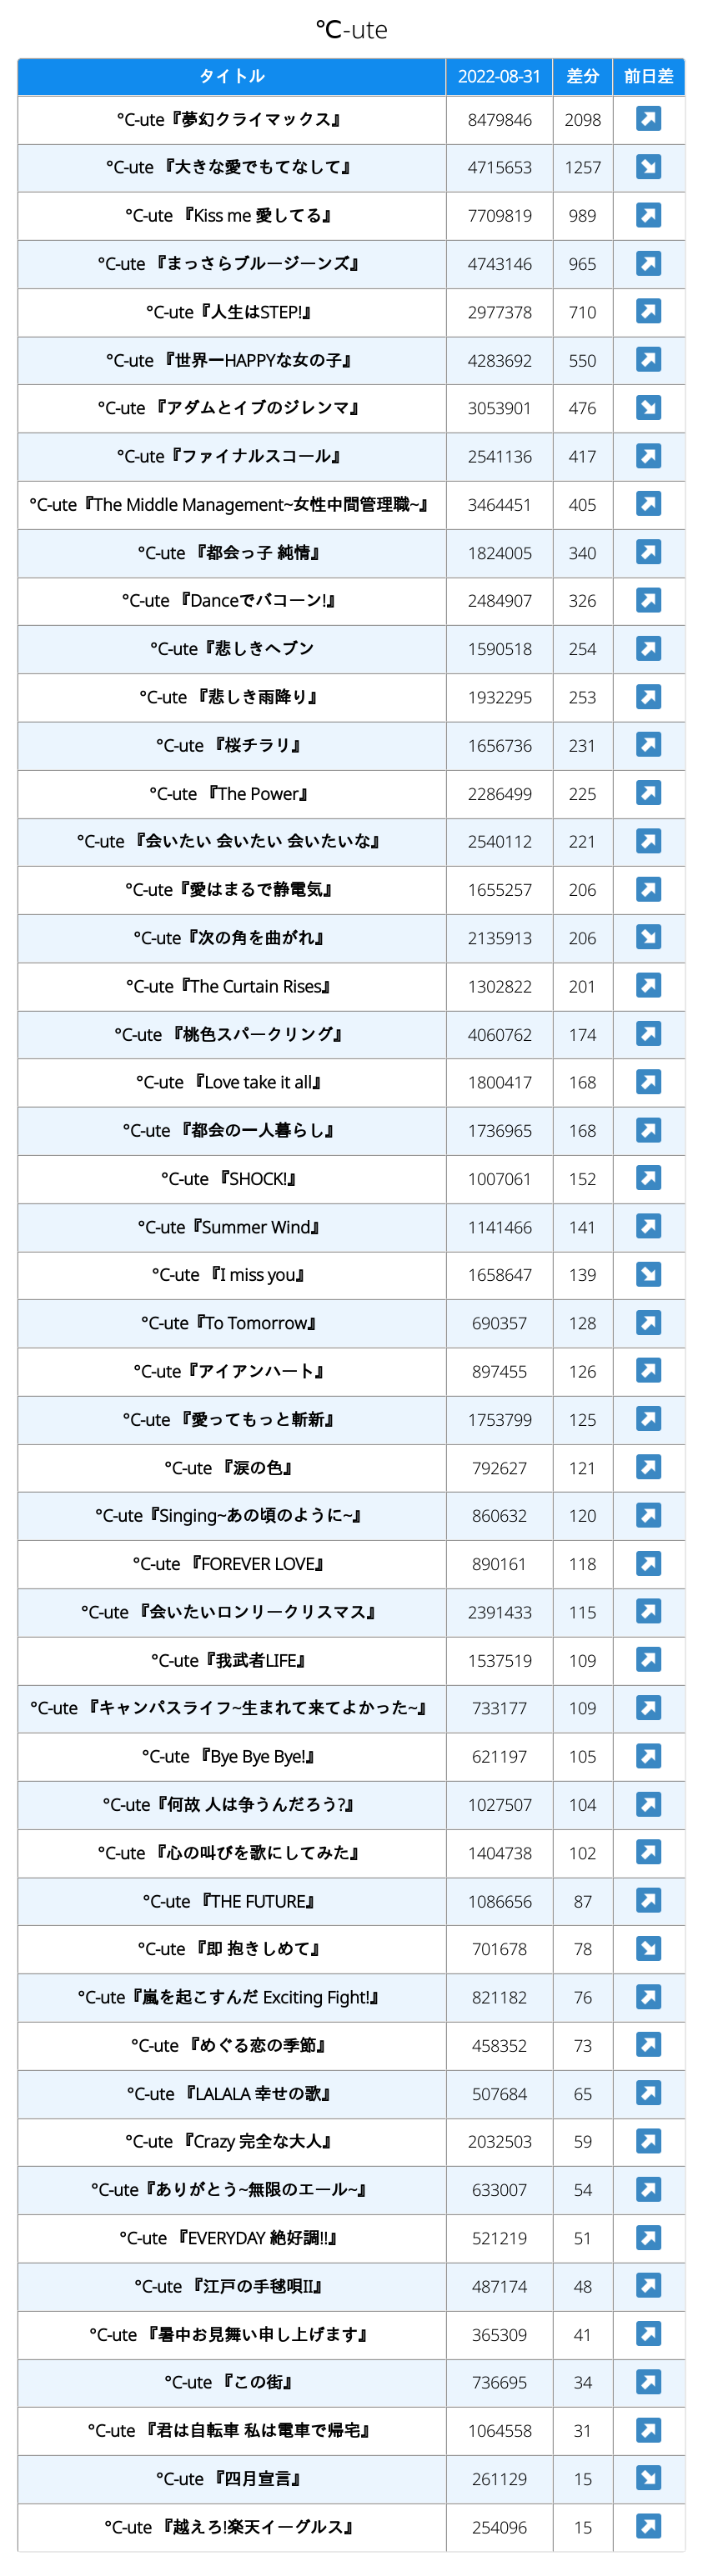 ℃-ute
タイトル 2022-08-31 差分 前日差
°C-ute『夢幻クライマックス』 8479846 2098 ↗
°C-ute 『大きな愛でもてなして』 4715653 1257 ↘
°C-ute 『Kiss me 愛してる』 7709819 989 ↗
°C-ute 『まっさらブルージーンズ』 4743146 965 ↗
°C-ute『人生はSTEP!』 2977378 710 ↗
°C-ute 『世界一HAPPYな女の子』 4283692 550 ↗
°C-ute 『アダムとイブのジレンマ』 3053901 476 ↘
°C-ute『ファイナルスコール』 2541136 417 ↗
°C-ute『The Middle Management~女性中間管理職~』 3464451 405 ↗
°C-ute 『都会っ子 純情』 1824005 340 ↗
°C-ute 『Danceでバコーン!』 2484907 326 ↗
°C-ute『悲しきヘブン 1590518 254 ↗
°C-ute 『悲しき雨降り』 1932295 253 ↗
°C-ute 『桜チラリ』 1656736 231 ↗
°C-ute 『The Power』 2286499 225 ↗
°C-ute 『会いたい 会いたい 会いたいな』 2540112 221 ↗
°C-ute『愛はまるで静電気』 1655257 206 ↗
°C-ute『次の角を曲がれ』 2135913 206 ↘
°C-ute『The Curtain Rises』 1302822 201 ↗
°C-ute 『桃色スパークリング』 4060762 174 ↗
°C-ute 『Love take it all』 1800417 168 ↗
°C-ute 『都会の一人暮らし』 1736965 168 ↗
°C-ute 『SHOCK!』 1007061 152 ↗
°C-ute『Summer Wind』 1141466 141 ↗
°C-ute 『I miss you』 1658647 139 ↘
°C-ute『To Tomorrow』 690357 128 ↗
°C-ute『アイアンハート』 897455 126 ↗
°C-ute 『愛ってもっと斬新』 1753799 125 ↗
°C-ute 『涙の色』 792627 121 ↗
°C-ute『Singing~あの頃のように~』 860632 120 ↗
°C-ute 『FOREVER LOVE』 890161 118 ↗
°C-ute 『会いたいロンリークリスマス』 2391433 115 ↗
°C-ute『我武者LIFE』 1537519 109 ↗
°C-ute 『キャンパスライフ~生まれて来てよかった~』 733177 109 ↗
°C-ute 『Bye Bye Bye!』 621197 105 ↗
°C-ute『何故 人は争うんだろう?』 1027507 104 ↗
°C-ute 『心の叫びを歌にしてみた』 1404738 102 ↗
°C-ute 『THE FUTURE』 1086656 87 ↗
°C-ute 『即 抱きしめて』 701678 78 ↘
°C-ute『嵐を起こすんだ Exciting Fight!』 821182 76 ↗
°C-ute 『めぐる恋の季節』 458352 73 ↗
°C-ute 『LALALA 幸せの歌』 507684 65 ↗
°C-ute 『Crazy 完全な大人』 2032503 59 ↗
°C-ute『ありがとう~無限のエール~』 633007 54 ↗
°C-ute 『EVERYDAY 絶好調!!』 521219 51 ↗
°C-ute 『江戸の手毬唄II』 487174 48 ↗
°C-ute 『暑中お見舞い申し上げます』 365309 41 ↗
°C-ute 『この街』 736695 34 ↗
°C-ute 『君は自転車 私は電車で帰宅』 1064558 31 ↗
°C-ute 『四月宣言』 261129 15 ↘
°C-ute 『越えろ!楽天イーグルス』 254096 15 ↗